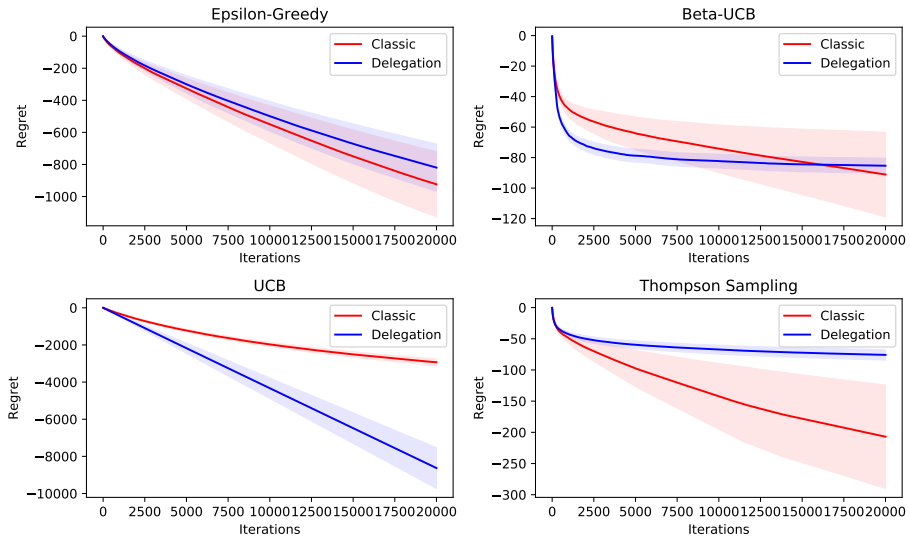 Epsilon-Greedy
0
−200
−400
−600
−800
−1000
Regret
Classic
Delegation
0 2500 5000 7500 10000 12500 15000 17500 20000
Iterations
Beta-UCB
0
−20
−40
−60
−80
−100
−120
Regret
Classic
Delegation
0 2500 5000 7500 10000 12500 15000 17500 20000
Iterations
UCB
0
−2000
−4000
−6000
−8000
−10000
Regret
Classic
Delegation
0 2500 5000 7500 10000 12500 15000 17500 20000
Iterations
Thompson Sampling
0
−50
−100
−150
−200
−250
−300
Regret
Classic
Delegation
0 2500 5000 7500 10000 12500 15000 17500 20000
Iterations